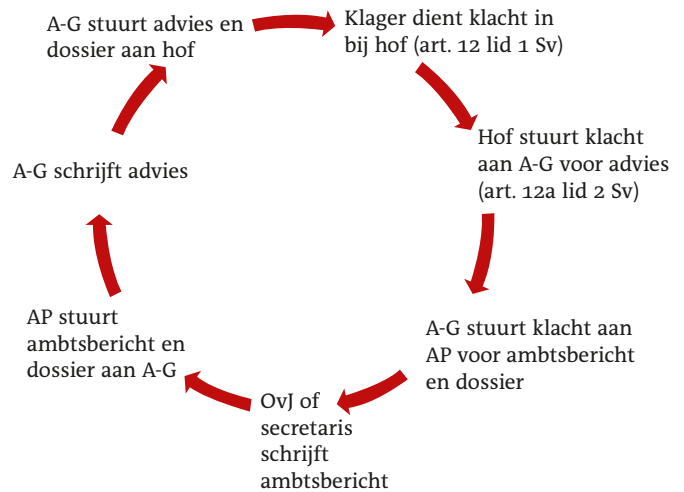 A-G stuurt advies en
dossier aan hof
Klager dient klacht in
bij hof (art. 12 lid 1 Sv)
Hof stuurt klacht
aan A-G voor advies
(art. 12a lid 2 Sv)
A-G stuurt klacht aan
AP voor ambtsbericht
en dossier
OvJ of
secretaris
schrijft
ambtsbericht
AP stuurt
ambtsbericht en
dossier aan A-G
A-G schrijft advies